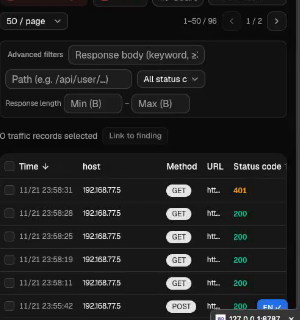 50 / page
1–50 / 96
1 / 2
Advanced filters
Response body (keyword, ≥
Path (e.g. /api/user/...)
All status c
Response length
Min (B)
–
Max (B)
0 traffic records selected
Link to finding
Time ↓ host Method URL Status code
11/21 23:58:31 192.168.77.5 GET htt... 401
11/21 23:58:28 192.168.77.5 GET htt... 200
11/21 23:58:25 192.168.77.5 GET htt... 200
11/21 23:58:19 192.168.77.5 GET htt... 200
11/21 23:58:11 192.168.77.5 GET htt... 200
11/21 23:55:42 192.168.77.5 POST htt... 200
EN
127.0.0.1:8787